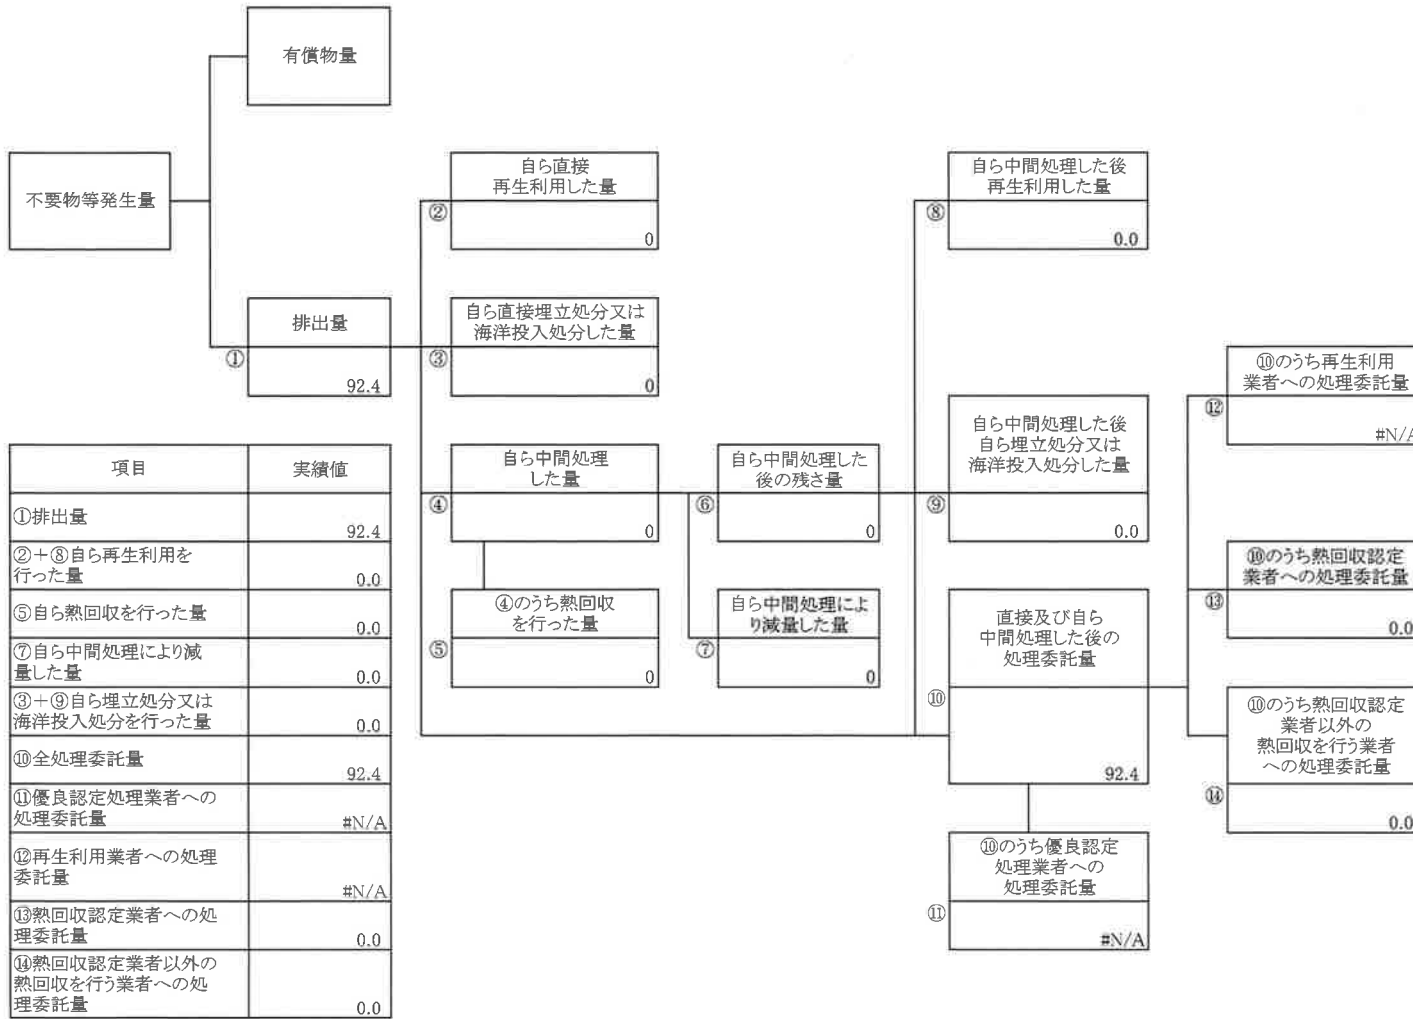 有償物量
不要物等発生量
自ら直接
再生利用した量
②
0
自ら中間処理した後
再生利用した量
⑧
0.0
排出量
①
92.4
自ら直接埋立処分又は
海洋投入処分した量
③
0
⑩のうち再生利用
業者への処理委託量
⑫
#N/A
自ら中間処理
した量
④
0
自ら中間処理した
後の残さ量
⑥
0
自ら中間処理した後
自ら埋立処分又は
海洋投入処分した量
⑨
0.0
⑩のうち熱回収認定
業者への処理委託量
⑬
0.0
④のうち熱回収
を行った量
⑤
0
自ら中間処理によ
り減量した量
⑦
0
直接及び自ら
中間処理した後の
処理委託量
⑩
92.4
⑩のうち熱回収認定
業者以外の
熱回収を行う業者
への処理委託量
⑭
0.0
⑩のうち優良認定
処理業者への
処理委託量
⑪
#N/A
項目 実績値
①排出量
92.4
②+⑧自ら再生利用を
行った量 0.0
⑤自ら熱回収を行った量
0.0
⑦自ら中間処理により減
量した量 0.0
③+⑨自ら埋立処分又は
海洋投入処分を行った量 0.0
⑩全処理委託量
92.4
⑪優良認定処理業者への
処理委託量 #N/A
⑫再生利用業者への処理
委託量
#N/A
⑬熱回収認定業者への処
理委託量 0.0
⑭熱回収認定業者以外の
熱回収を行う業者への処
理委託量 0.0